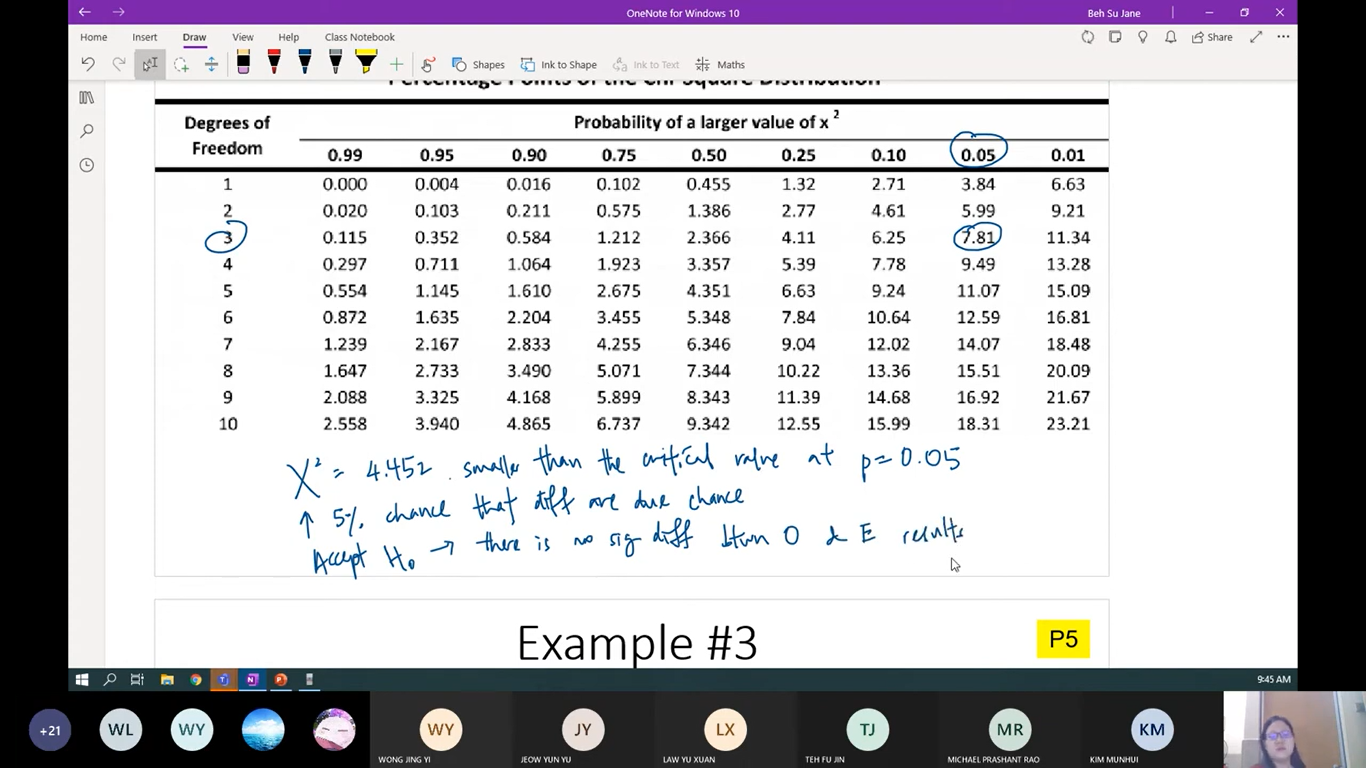 OneNote for Windows 10
Beh Su Jane
Home Insert Draw View Help Class Notebook
Share
Shapes Ink to Shape Ink to Text Maths
Percentage Points of the Chi-Square Distribution
Degrees of Freedom
Probability of a larger value of x 2
0.99 0.95 0.90 0.75 0.50 0.25 0.10 0.05 0.01
1 0.000 0.004 0.016 0.102 0.455 1.32 2.71 3.84 6.63
2 0.020 0.103 0.211 0.575 1.386 2.77 4.61 5.99 9.21
3 0.115 0.352 0.584 1.212 2.366 4.11 6.25 7.81 11.34
4 0.297 0.711 1.064 1.923 3.357 5.39 7.78 9.49 13.28
5 0.554 1.145 1.610 2.675 4.351 6.63 9.24 11.07 15.09
6 0.872 1.635 2.204 3.455 5.348 7.84 10.64 12.59 16.81
7 1.239 2.167 2.833 4.255 6.346 9.04 12.02 14.07 18.48
8 1.647 2.733 3.490 5.071 7.344 10.22 13.36 15.51 20.09
9 2.088 3.325 4.168 5.899 8.343 11.39 14.68 16.92 21.67
10 2.558 3.940 4.865 6.737 9.342 12.55 15.99 18.31 23.21
X² = 4.452 . smaller than the critical value at p = 0.05
↑ 5% chance that diff are due chance
Accept H₀ → there is no sig diff btwn O & E results
Example #3
P5
9:45 AM
+21 WL WY WY JY LX TJ MR KM
WONG JING YI JEOW YUN YU LAW YU XUAN TEH FU JIN MICHAEL PRASHANT RAO KIM MUNHUI